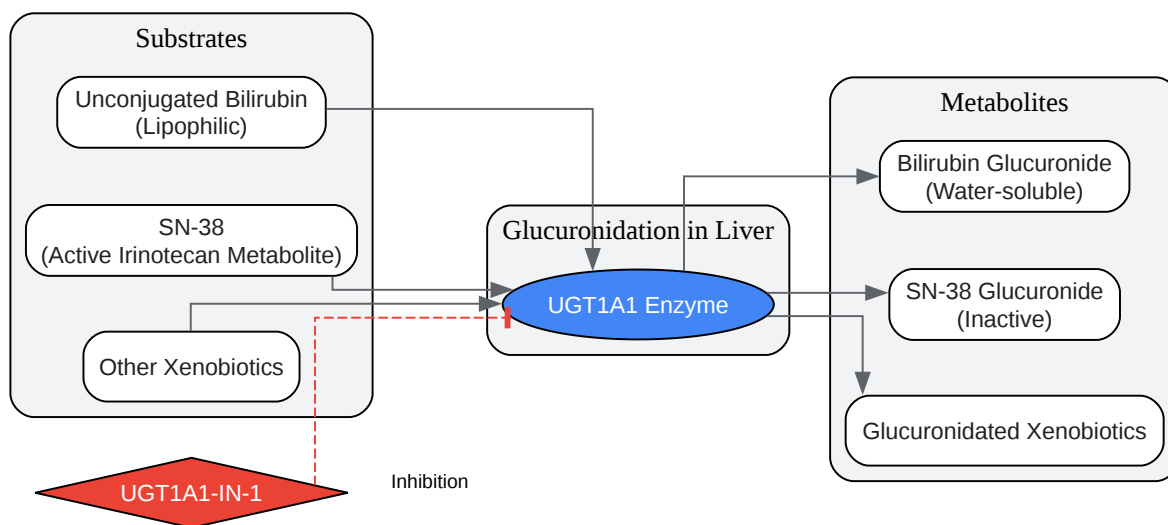 Substrates
Unconjugated Bilirubin
(Lipophilic)
SN-38
(Active Irinotecan Metabolite)
Other Xenobiotics
UGT1A1-IN-1
Inhibition
Glucuronidation in Liver
UGT1A1 Enzyme
Metabolites
Bilirubin Glucuronide
(Water-soluble)
SN-38 Glucuronide
(Inactive)
Glucuronidated Xenobiotics